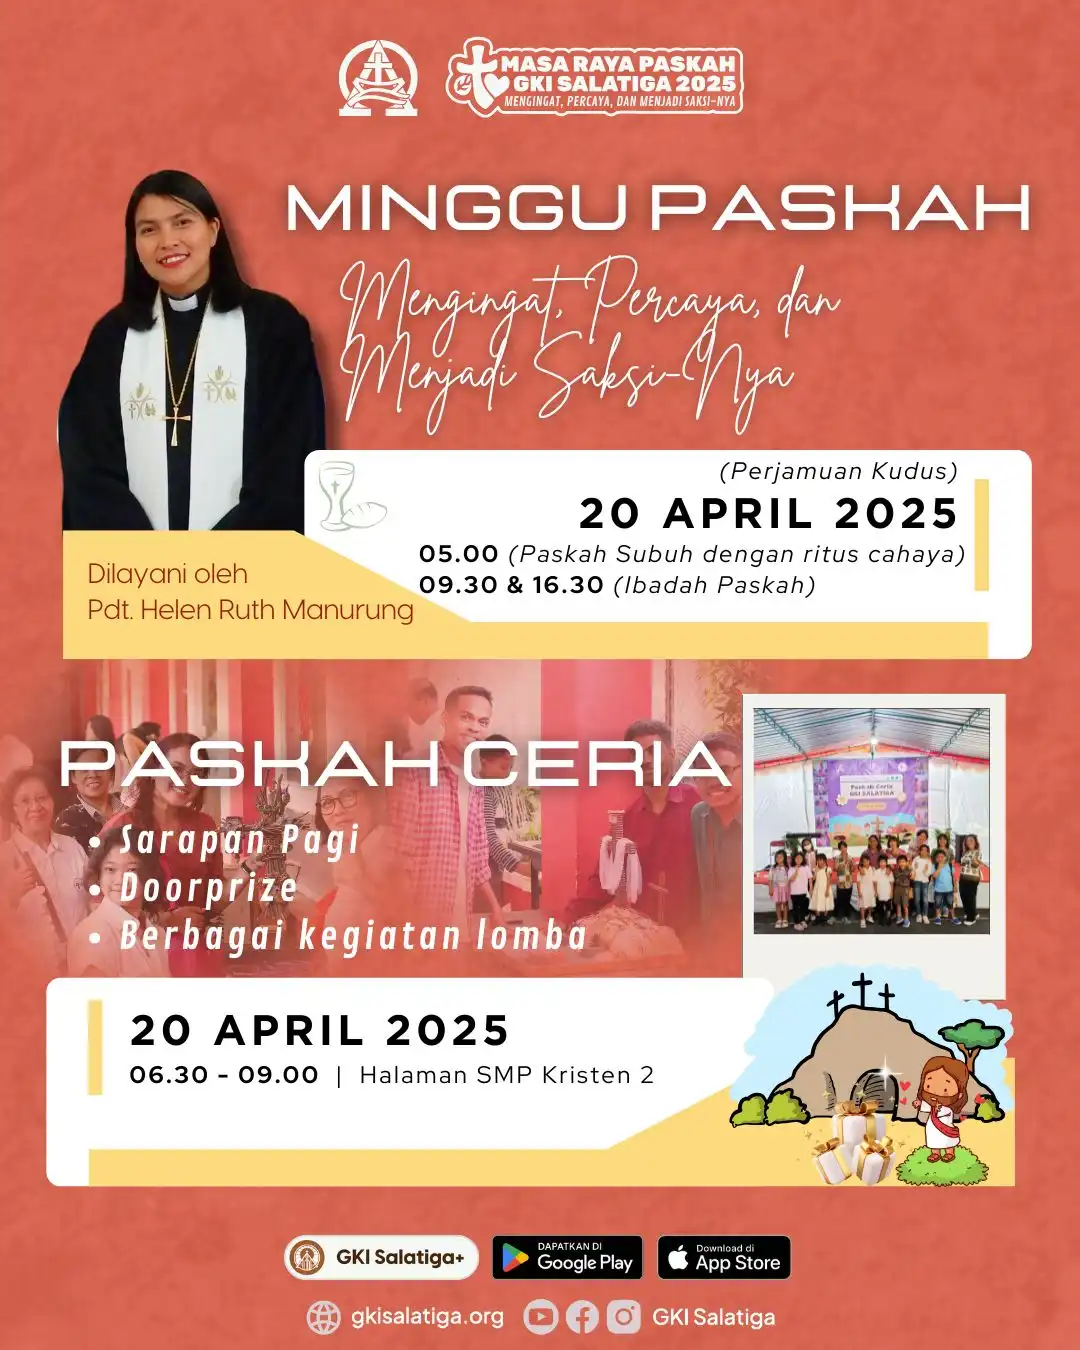 MASA RAYA PASKAH
GKI SALATIGA 2025
MENGINGAT, PERCAYA, DAN MENJADI SAKSI-NYA
MINGGU PASKAH
Mengingat, Percaya, dan
Menjadi Saksi-Nya
(Perjamuan Kudus)
20 APRIL 2025
05.00 (Paskah Subuh dengan ritus cahaya)
09.30 & 16.30 (Ibadah Paskah)
Dilayani oleh
Pdt. Helen Ruth Manurung
PASKAH CERIA
• Sarapan Pagi
• Doorprize
• Berbagai kegiatan lomba
Paskah Ceria
GKI SALATIGA
20 APRIL 2025
06.30 - 09.00 | Halaman SMP Kristen 2
GKI Salatiga+
DAPATKAN DI
Google Play
Download di
App Store
gkisalatiga.org
GKI Salatiga